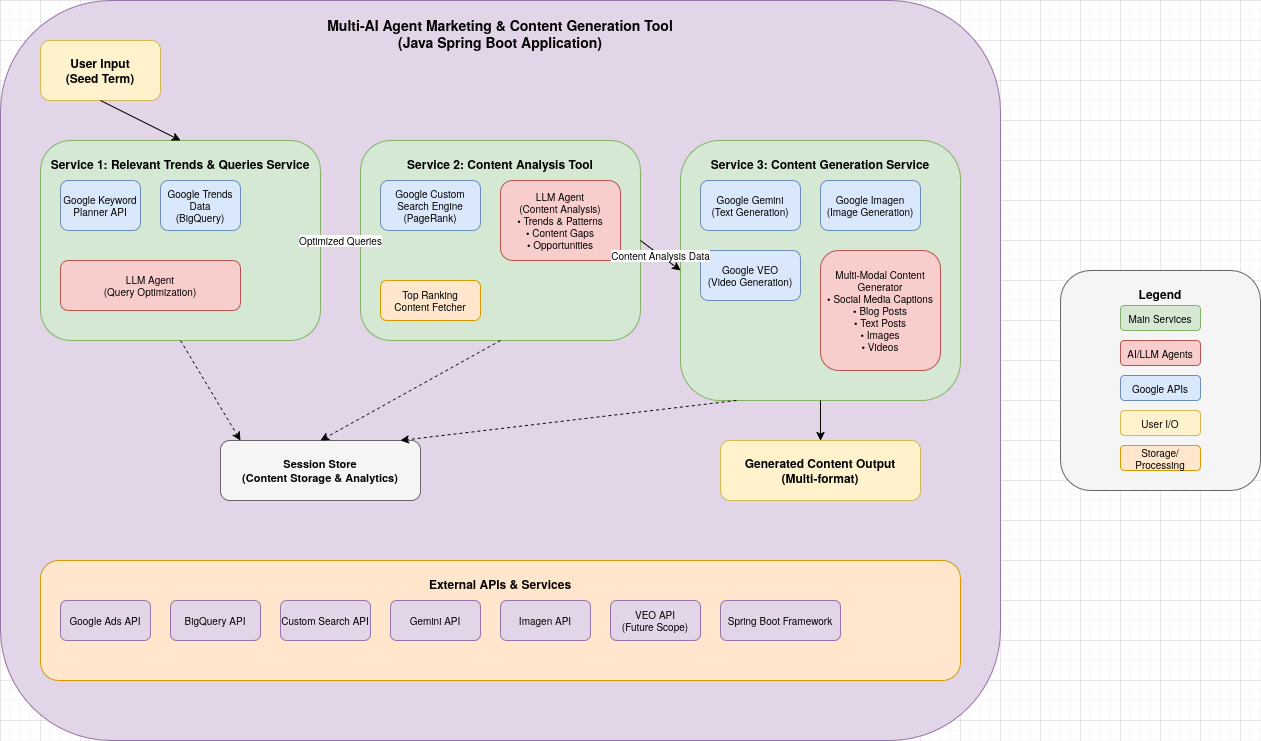 Multi-AI Agent Marketing & Content Generation Tool
(Java Spring Boot Application)
User Input
(Seed Term)
Service 1: Relevant Trends & Queries Service
Google Keyword
Planner API
Google Trends
Data
(BigQuery)
LLM Agent
(Query Optimization)
Optimized Queries
Service 2: Content Analysis Tool
Google Custom
Search Engine
(PageRank)
LLM Agent
(Content Analysis)
• Trends & Patterns
• Content Gaps
• Opportunities
Top Ranking
Content Fetcher
Content Analysis Data
Service 3: Content Generation Service
Google Gemini
(Text Generation)
Google Imagen
(Image Generation)
Google VEO
(Video Generation)
Multi-Modal Content
Generator
• Social Media Captions
• Blog Posts
• Text Posts
• Images
• Videos
Session Store
(Content Storage & Analytics)
Generated Content Output
(Multi-format)
External APIs & Services
Google Ads API
BigQuery API
Custom Search API
Gemini API
Imagen API
VEO API
(Future Scope)
Spring Boot Framework
Legend
Main Services
AI/LLM Agents
Google APIs
User I/O
Storage/
Processing